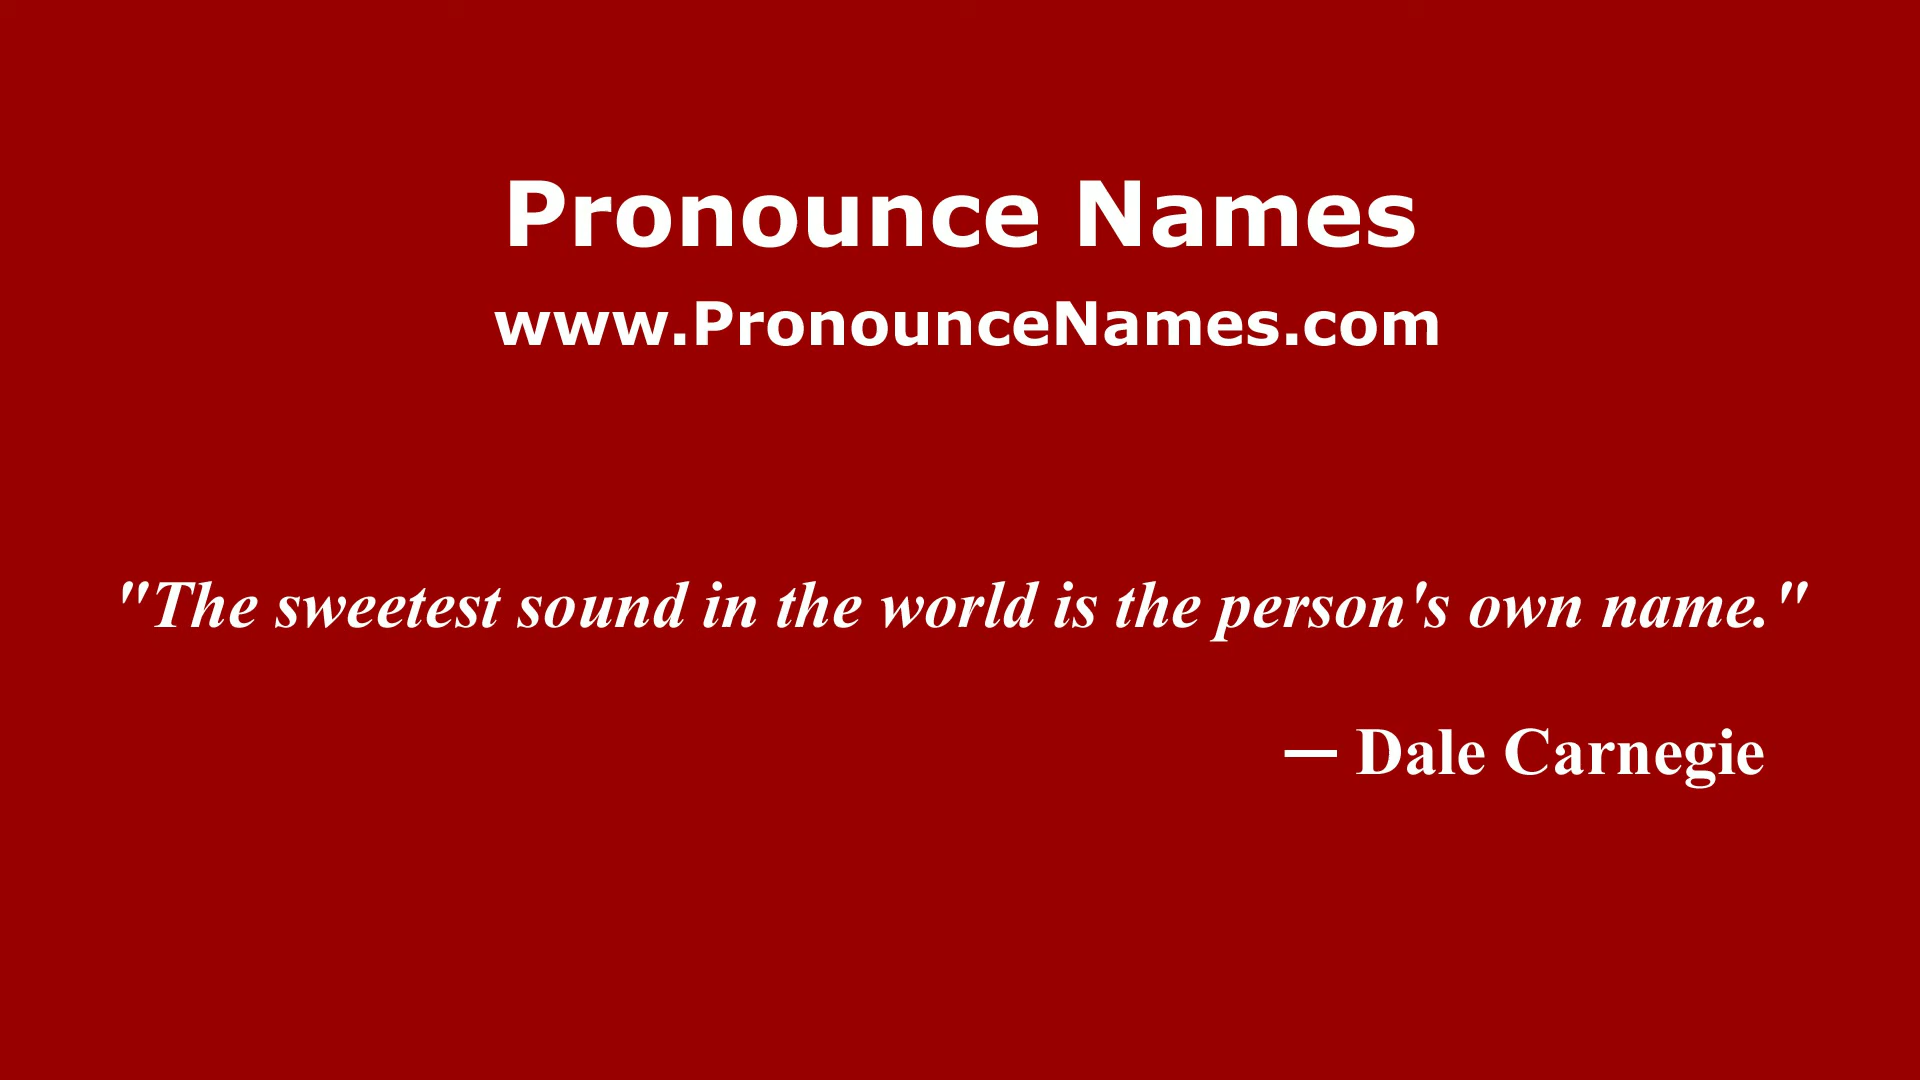 Pronounce Names
www.PronounceNames.com
"The sweetest sound in the world is the person's own name."
— Dale Carnegie